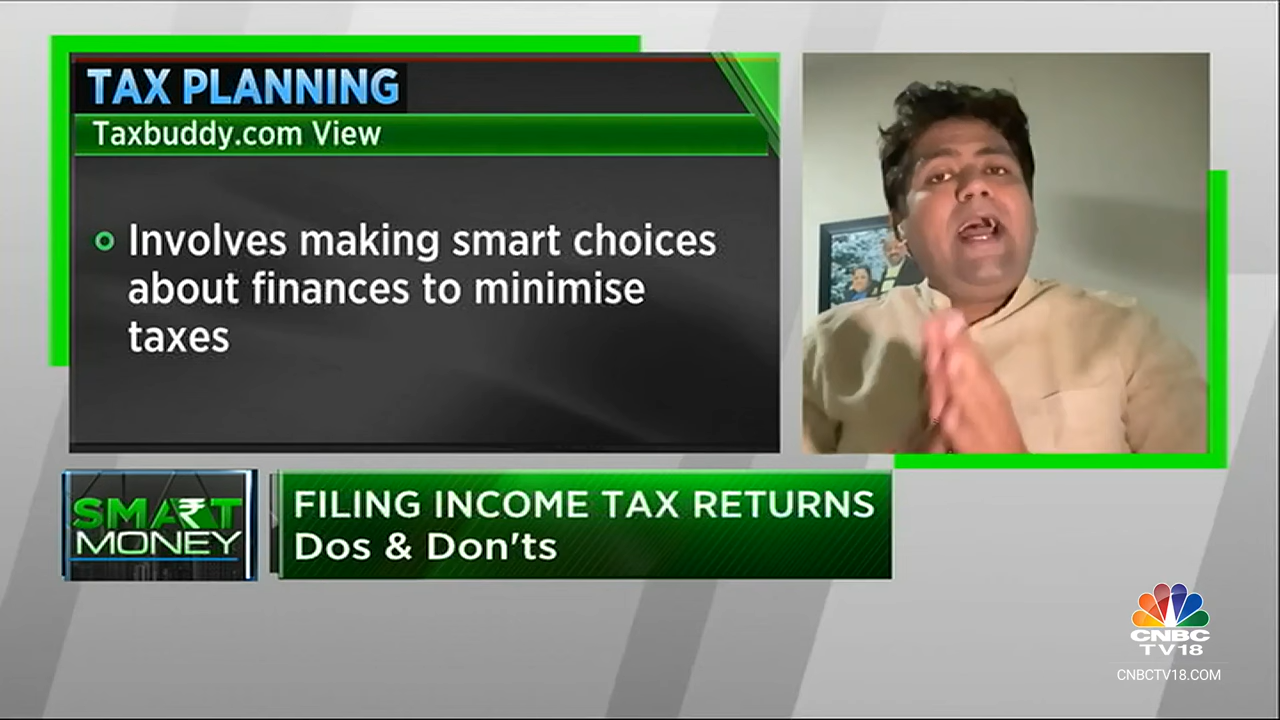 TAX PLANNING
Taxbuddy.com View
Involves making smart choices
about finances to minimise
taxes
SMART
MONEY
FILING INCOME TAX RETURNS
Dos & Don'ts
CNBC
TV18
CNBCTV18.COM